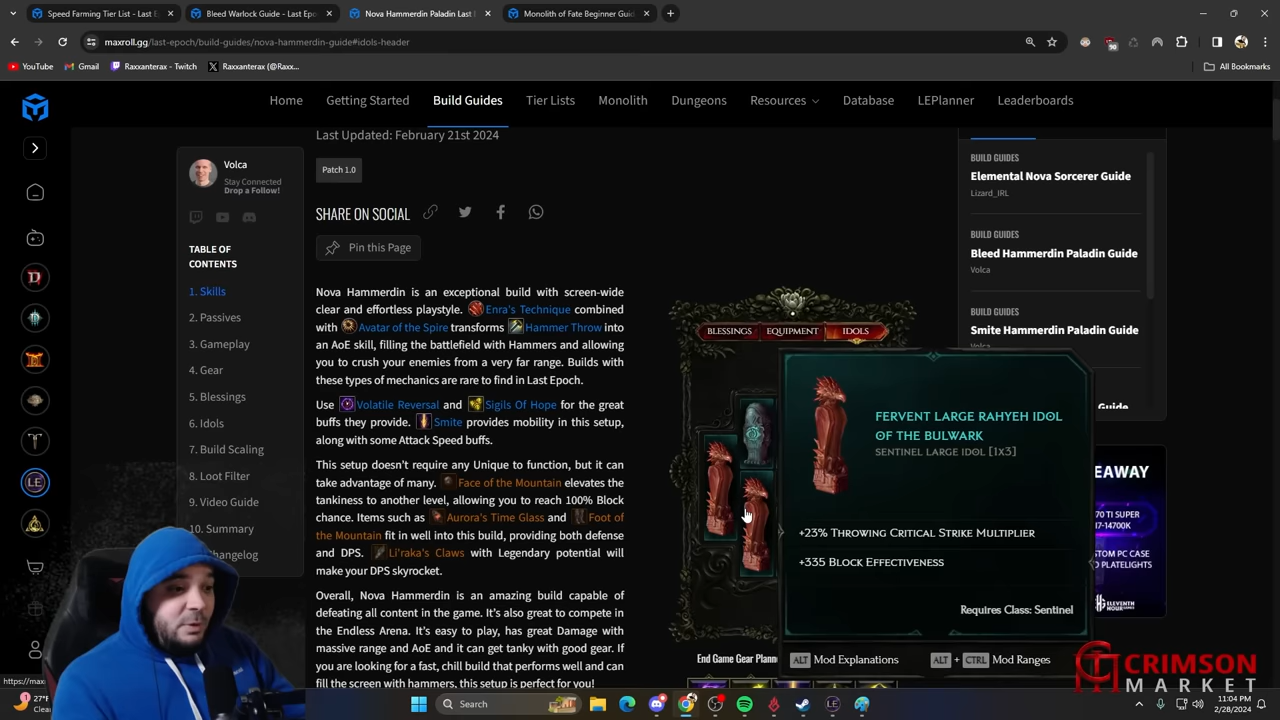 Speed Farming Tier List - Last E
Bleed Warlock Guide - Last Epo
Nova Hammerdin Paladin Last
Monolith of Fate Beginner Guid
maxroll.gg/last-epoch/build-guides/nova-hammerdin-guide#idols-header
YouTube
Gmail
Raxxanterax - Twitch
Raxxanterax (@Raxx...
All Bookmarks
Home
Getting Started
Build Guides
Tier Lists
Monolith
Dungeons
Resources
Database
LEPlanner
Leaderboards
Last Updated: February 21st 2024
Patch 1.0
SHARE ON SOCIAL
Pin this Page
Volca
Stay Connected
Drop a Follow!
TABLE OF
CONTENTS
1. Skills
2. Passives
3. Gameplay
4. Gear
5. Blessings
6. Idols
7. Build Scaling
8. Loot Filter
9. Video Guide
10. Summary
hangelog
Nova Hammerdin is an exceptional build with screen-wide
clear and effortless playstyle. Enra's Technique combined
with Avatar of the Spire transforms Hammer Throw into
an AoE skill, filling the battlefield with Hammers and allowing
you to crush your enemies from a very far range. Builds with
these types of mechanics are rare to find in Last Epoch.
Use Volatile Reversal and Sigils Of Hope for the great
buffs they provide. Smite provides mobility in this setup,
along with some Attack Speed buffs.
This setup doesn't require any Unique to function, but it can
take advantage of many. Face of the Mountain elevates the
tankiness to another level, allowing you to reach 100% Block
chance. Items such as Aurora's Time Glass and Foot of
the Mountain fit in well into this build, providing both defense
and DPS. Li'raka's Claws with Legendary potential will
make your DPS skyrocket.
Overall, Nova Hammerdin is an amazing build capable of
defeating all content in the game. It's also great to compete in
the Endless Arena. It's easy to play, has great Damage with
massive range and AoE and it can get tanky with good gear. If
you are looking for a fast, chill build that performs well and can
fill the screen with hammers, this setup is perfect for you!
BLESSINGS
EQUIPMENT
IDOLS
FERVENT LARGE RAHYEH IDOL
OF THE BULWARK
SENTINEL LARGE IDOL [1X3]
+23% THROWING CRITICAL STRIKE MULTIPLIER
+335 BLOCK EFFECTIVENESS
Requires Class: Sentinel
ALT Mod Explanations
ALT + CTRL Mod Ranges
End Game Gear Plann
BUILD GUIDES
Elemental Nova Sorcerer Guide
Lizard_IRL
BUILD GUIDES
Bleed Hammerdin Paladin Guide
Volca
BUILD GUIDES
Smite Hammerdin Paladin Guide
Guide
EAWAY
70 TI SUPER
7-14700K
STOM PC CASE
D PLATELIGHTS
ELEVENTH
HOUR
CRIMSON
MARKET
https://max
27°
Search
11:04 PM
2/28/2024